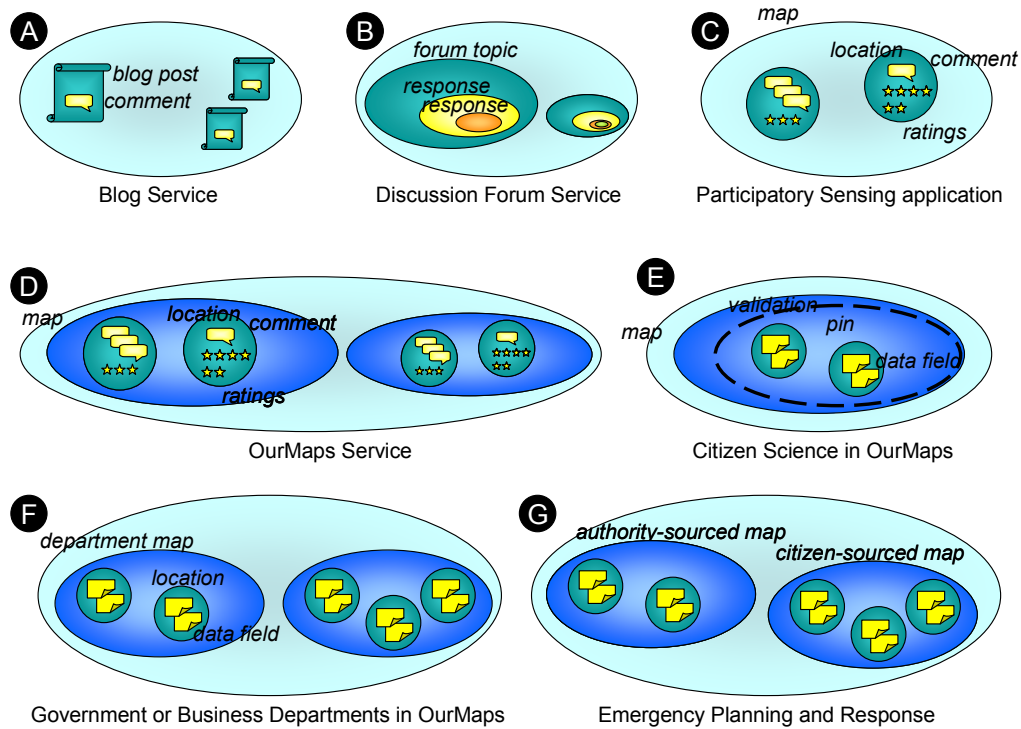 A
blog post
comment
Blog Service
B
forum topic
response
response
Discussion Forum Service
C
map
location
comment
ratings
Participatory Sensing application
D
map
location
comment
ratings
OurMaps Service
E
validation
map
pin
data field
Citizen Science in OurMaps
F
department map
location
data field
Government or Business Departments in OurMaps
G
authority-sourced map
citizen-sourced map
Emergency Planning and Response